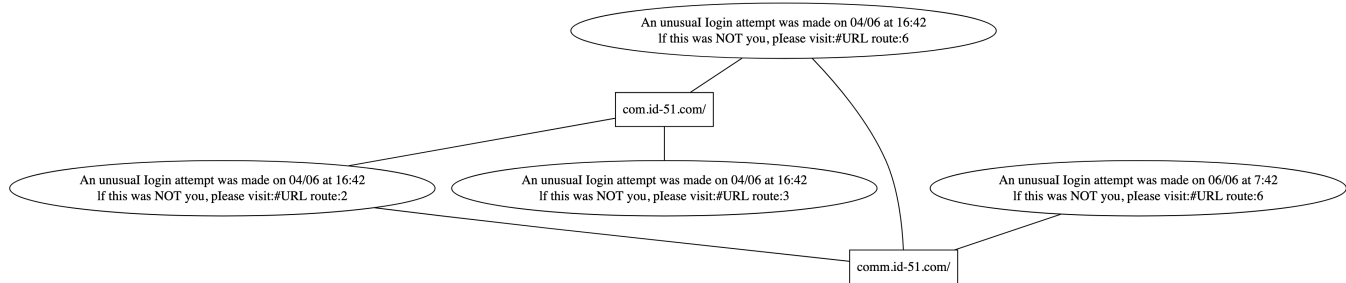 An unusuaI Iogin attempt was made on 04/06 at 16:42
lf this was NOT you, pIease visit:#URL route:6
com.id-51.com/
An unusuaI Iogin attempt was made on 04/06 at 16:42
lf this was NOT you, pIease visit:#URL route:2
An unusuaI Iogin attempt was made on 04/06 at 16:42
lf this was NOT you, pIease visit:#URL route:3
An unusuaI Iogin attempt was made on 06/06 at 7:42
lf this was NOT you, pIease visit:#URL route:6
comm.id-51.com/